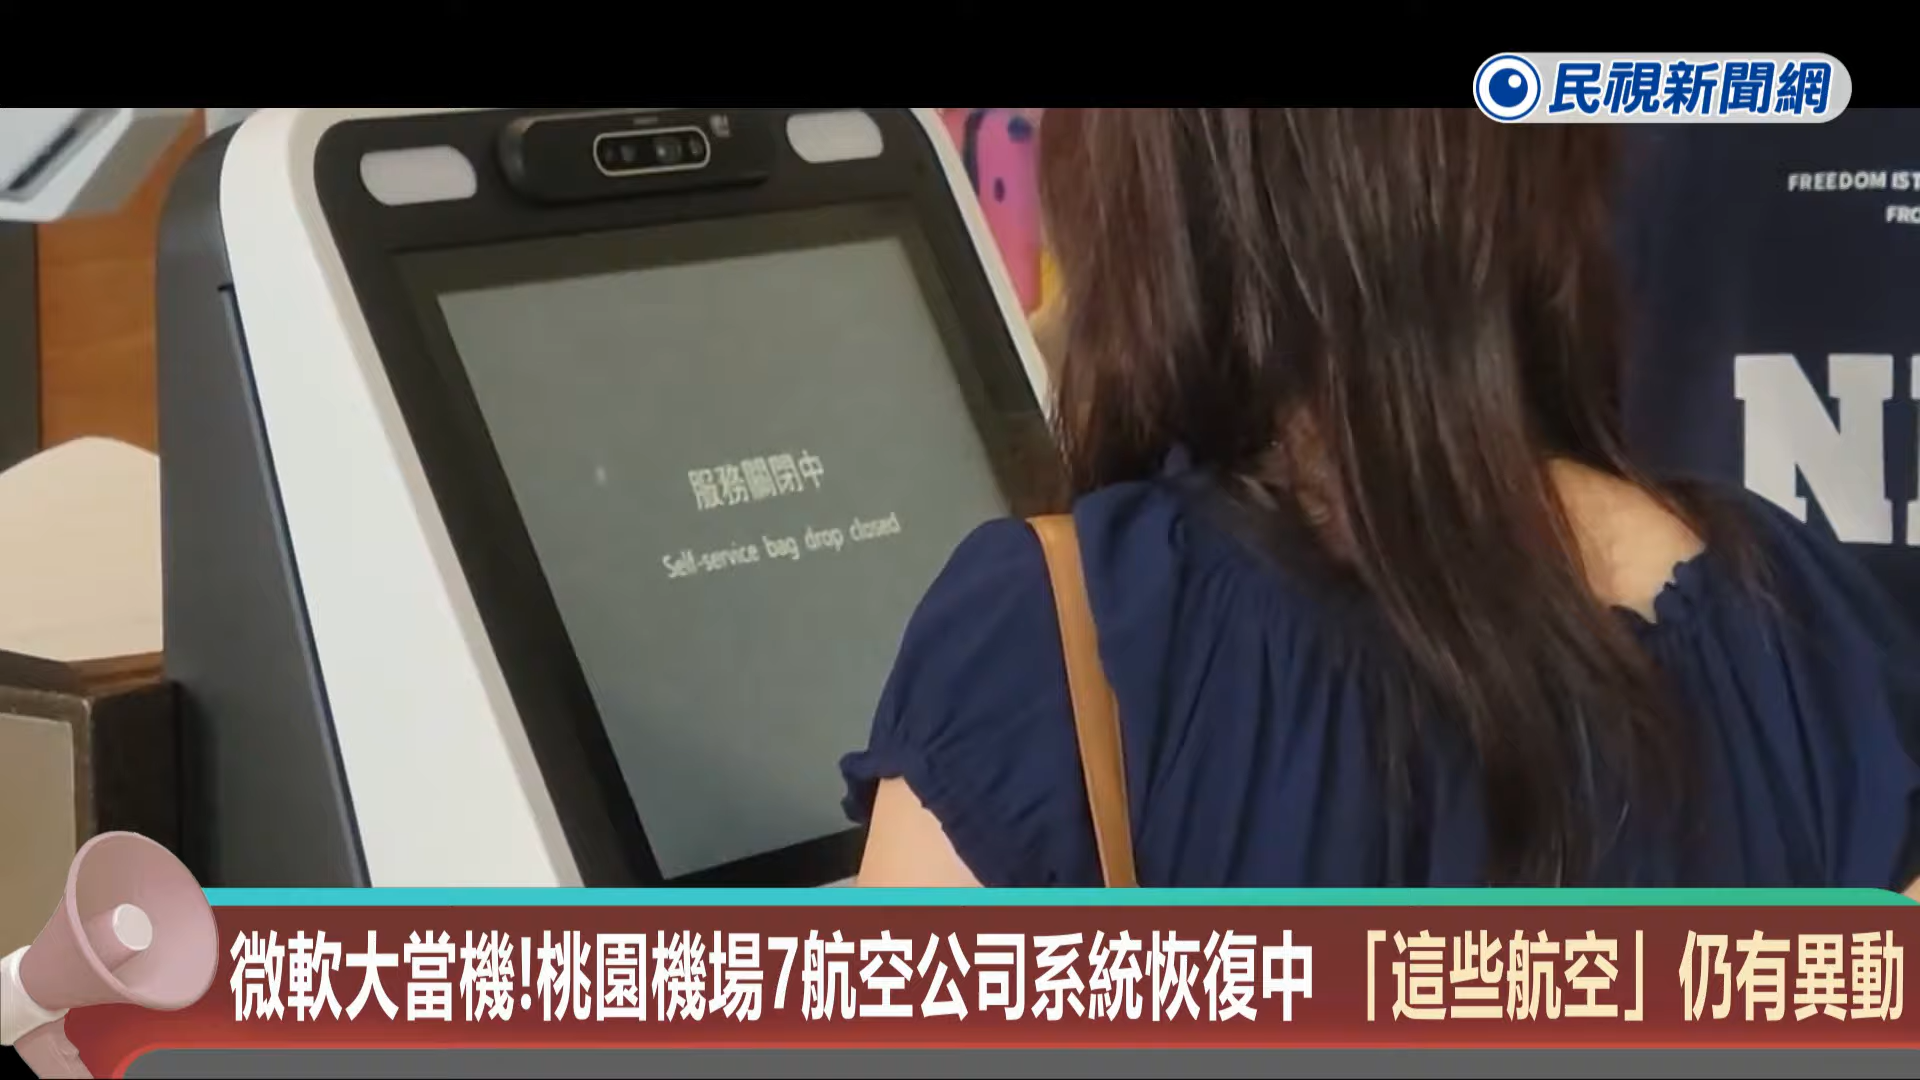 民視新聞網
FREEDOM IS
服務關閉中
Self-service bag drop closed
微軟大當機!桃園機場7航空公司系統恢復中 「這些航空」仍有異動